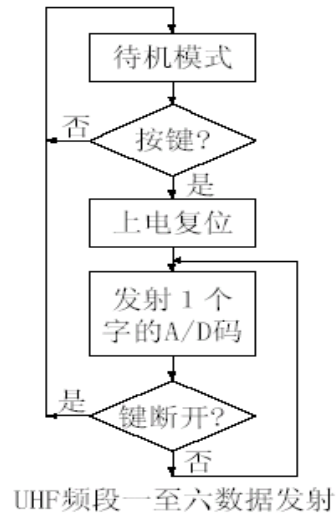 待机模式
否
按键?
是
上电复位
发射1个
字的A/D码
是
键断开?
否
UHF频段一至六数据发射